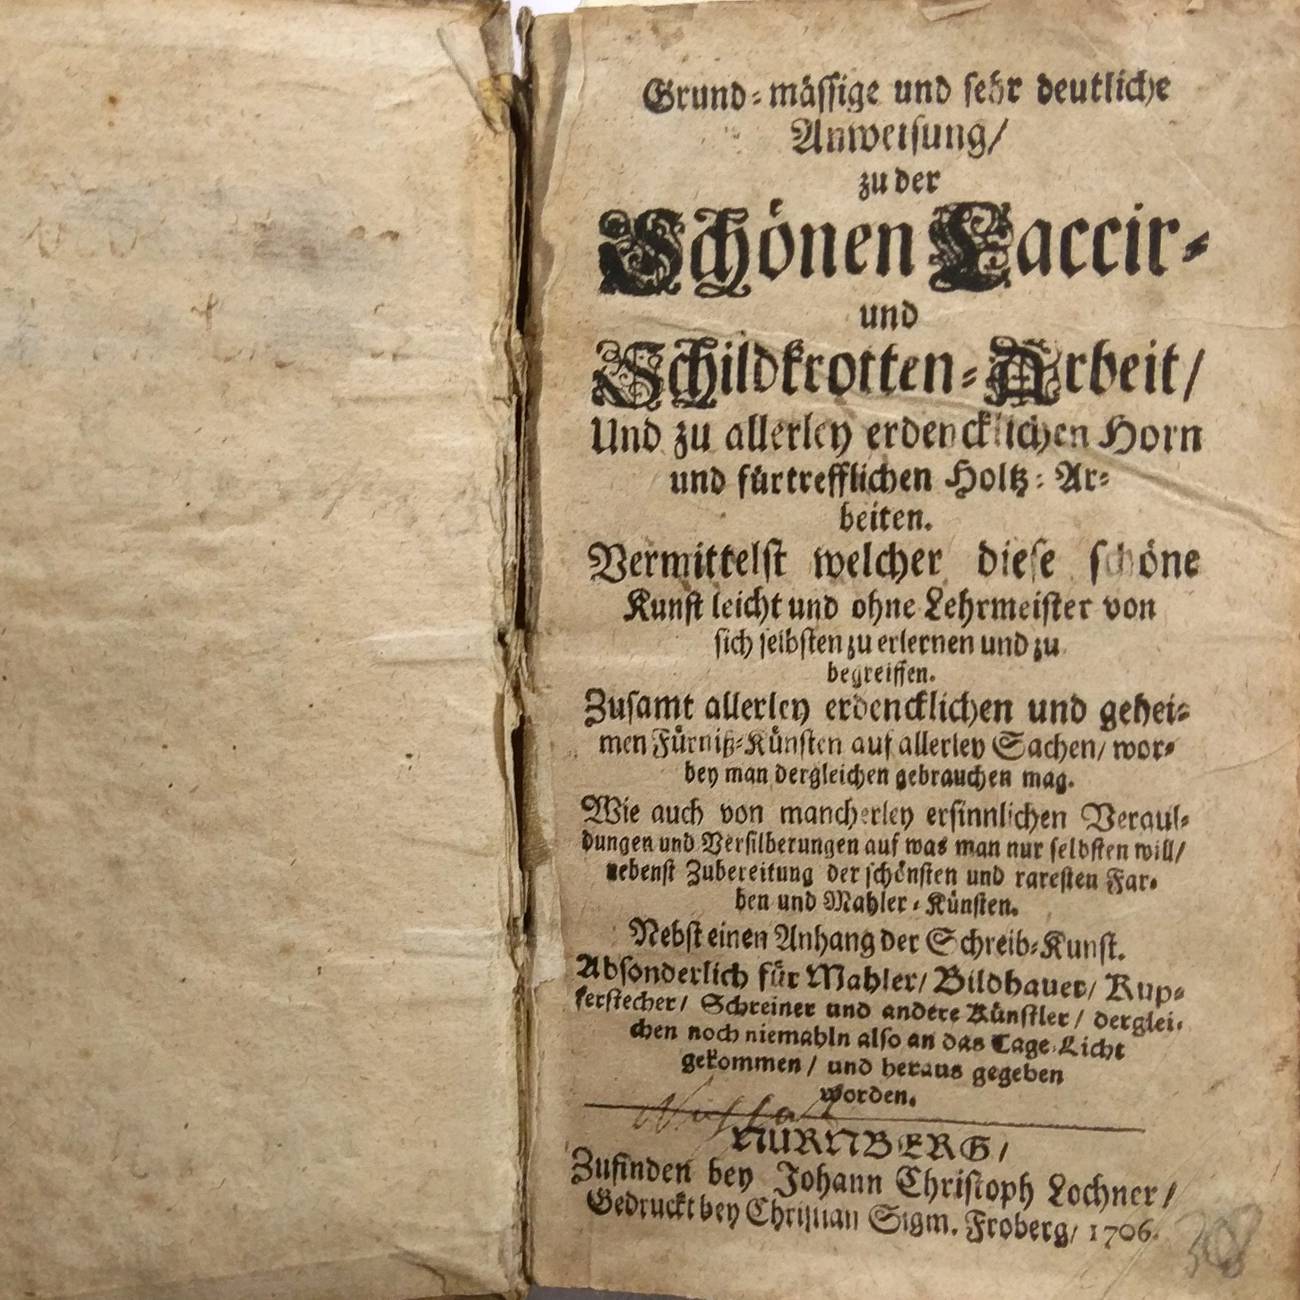 Grund-mässige und sehr deutliche
Anweisung/
zu der
Schönen Laccir-
und
Schildkrotten-Arbeit/
Und zu allerley erdencklichen Horn
und fürtrefflichen Holtz-Ar-
beiten.
Vermittelst welcher diese schöne
Kunst leicht und ohne Lehrmeister von
sich selbsten zu erlernen und zu
begreiffen.
Zusamt allerley erdencklichen und gehei-
men Fürniß-Künsten auf allerley Sachen/ wor-
bey man dergleichen gebrauchen mag.
Wie auch von mancherley ersinnlichen Veraul-
dungen und Versilberungen auf was man nur selbsten will/
nebenst Zubereitung der schönsten und raresten Far-
ben und Mahler-Künsten.
Nebst einen Anhang der Schreib-Kunst.
Absonderlich für Mahler/ Bildhauer/ Kup-
ferstecher/ Schreiner und andere Künstler/ derglei-
chen noch niemahln also an das Tage-Licht
gekommen/ und heraus gegeben
worden.
NURNBERG/
Zufinden bey Johann Christoph Lochner/
Gedruckt bey Christian Sigm. Froberg/ 1706.
308